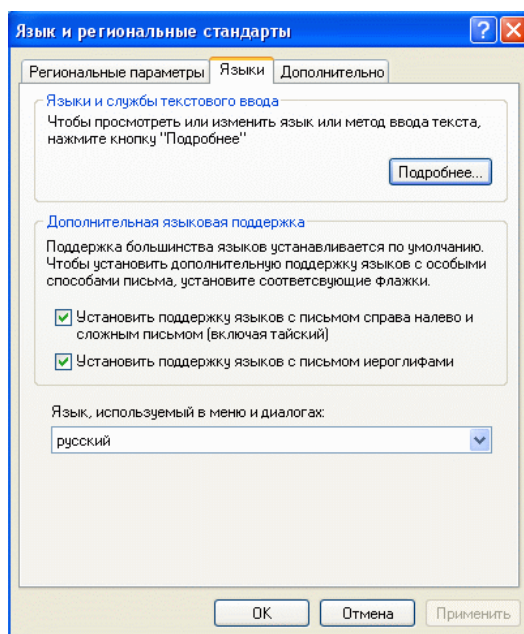 Язык и региональные стандарты
Региональные параметры Языки Дополнительно
Языки и службы текстового ввода
Чтобы просмотреть или изменить язык или метод ввода текста,
нажмите кнопку "Подробнее"
Подробнее...
Дополнительная языковая поддержка
Поддержка большинства языков устанавливается по умолчанию.
Чтобы установить дополнительную поддержку языков с особыми
способами письма, установите соответсвующие флажки.
Установить поддержку языков с письмом справа налево и
сложным письмом (включая тайский)
Установить поддержку языков с письмом иероглифами
Язык, используемый в меню и диалогах:
русский
OK Отмена Применить